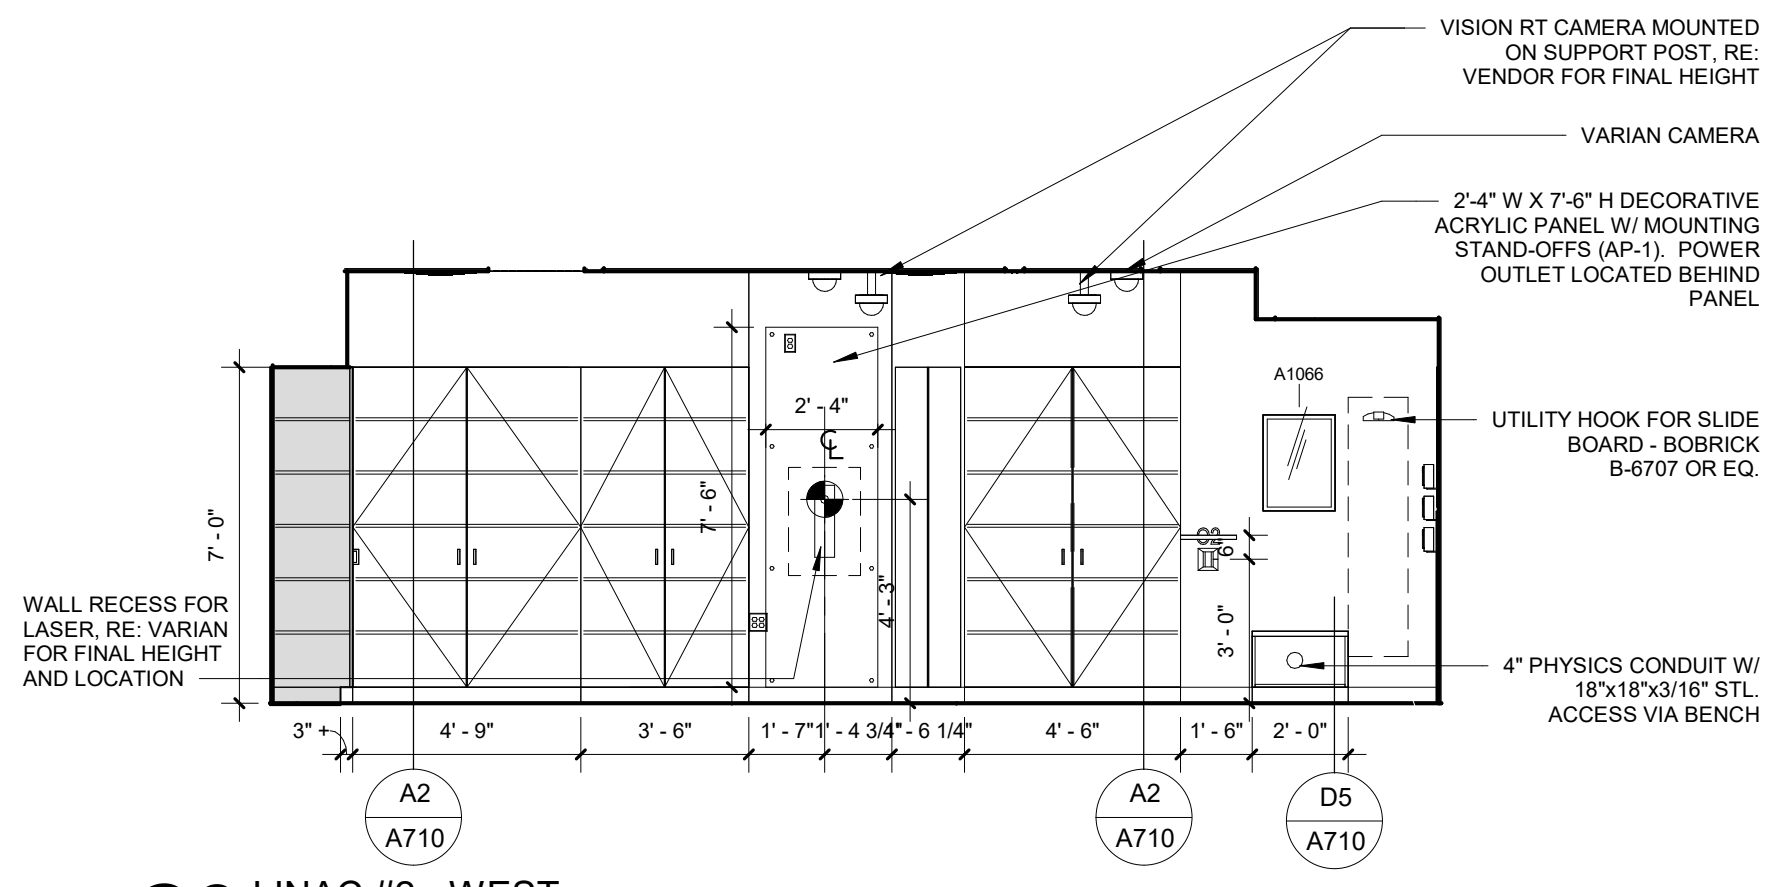 VISION RT CAMERA MOUNTED
ON SUPPORT POST, RE:
VENDOR FOR FINAL HEIGHT
VARIAN CAMERA
2'-4" W X 7'-6" H DECORATIVE
ACRYLIC PANEL W/ MOUNTING
STAND-OFFS (AP-1).  POWER
OUTLET LOCATED BEHIND
PANEL
A1066
2' - 4"
CL
UTILITY HOOK FOR SLIDE
BOARD - BOBRICK
B-6707 OR EQ.
7' - 6"
7' - 0"
O2
6"
4' - 3"
3' - 0"
WALL RECESS FOR
LASER, RE: VARIAN
FOR FINAL HEIGHT
AND LOCATION
4" PHYSICS CONDUIT W/
18"x18"x3/16" STL.
ACCESS VIA BENCH
3" +
4' - 9"
3' - 6"
1' - 7"
1' - 4 3/4"
- 6 1/4"
4' - 6"
1' - 6"
2' - 0"
A2
A710
A2
A710
D5
A710